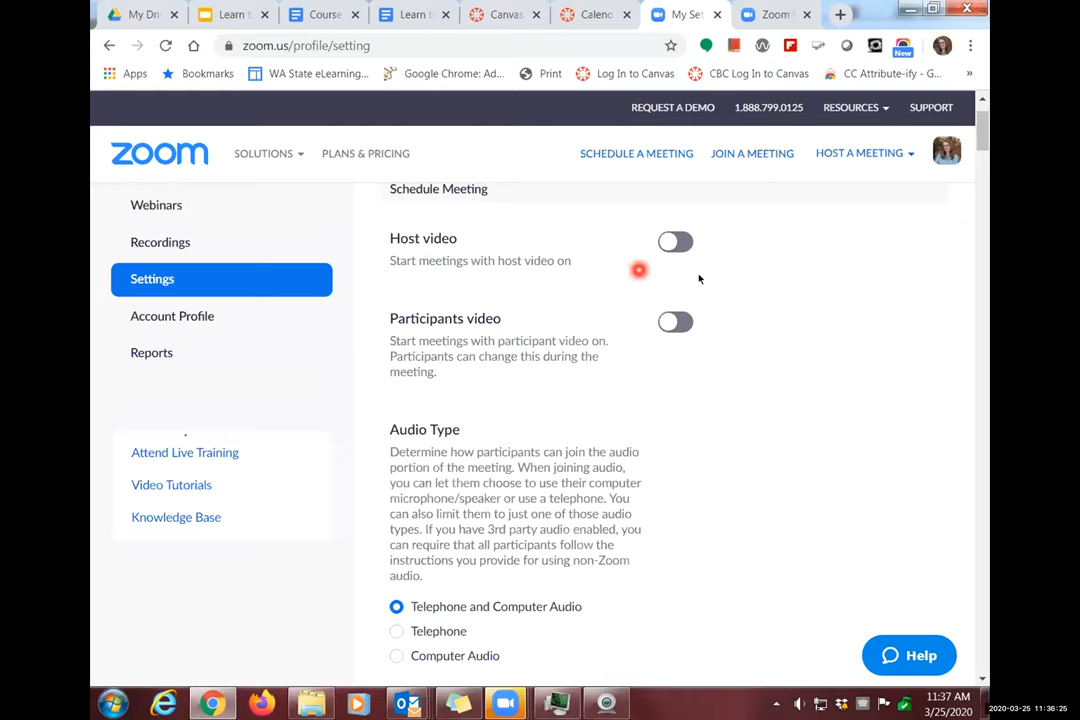 My Dri
Learn t
Course
Learn t
Canvas
Calend
My Set
Zoom
zoom.us/profile/setting
New
Apps
Bookmarks
WA State eLearning...
Google Chrome: Ad...
Print
Log In to Canvas
CBC Log In to Canvas
CC Attribute-ify - G...
»
REQUEST A DEMO
1.888.799.0125
RESOURCES
SUPPORT
zoom
SOLUTIONS
PLANS & PRICING
SCHEDULE A MEETING
JOIN A MEETING
HOST A MEETING
Webinars
Recordings
Settings
Account Profile
Reports
Attend Live Training
Video Tutorials
Knowledge Base
Schedule Meeting
Host video
Start meetings with host video on
Participants video
Start meetings with participant video on.
Participants can change this during the
meeting.
Audio Type
Determine how participants can join the audio
portion of the meeting. When joining audio,
you can let them choose to use their computer
microphone/speaker or use a telephone. You
can also limit them to just one of those audio
types. If you have 3rd party audio enabled, you
can require that all participants follow the
instructions you provide for using non-Zoom
audio.
Telephone and Computer Audio
Telephone
Computer Audio
Help
11:37 AM
3/25/2020
2020-03-25 11:36:25